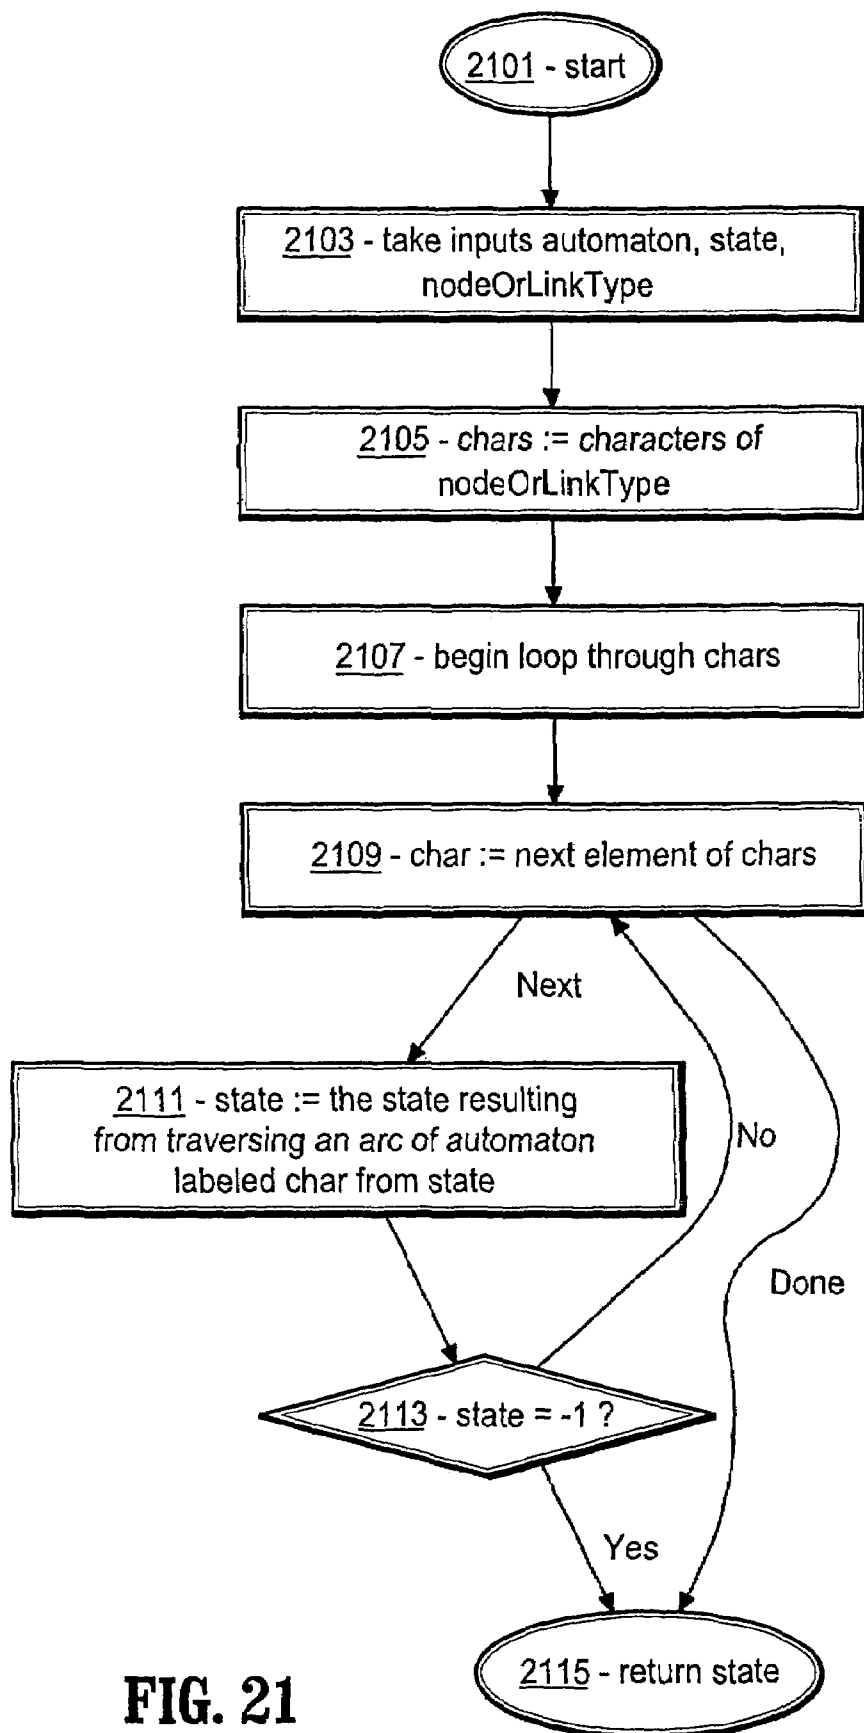 2101 - start
2103 - take inputs automaton, state,
nodeOrLinkType
2105 - chars := characters of
nodeOrLinkType
2107 - begin loop through chars
2109 - char := next element of chars
Next
2111 - state := the state resulting
from traversing an arc of automaton
labeled char from state
No
Done
2113 - state = -1 ?
Yes
2115 - return state
FIG. 21